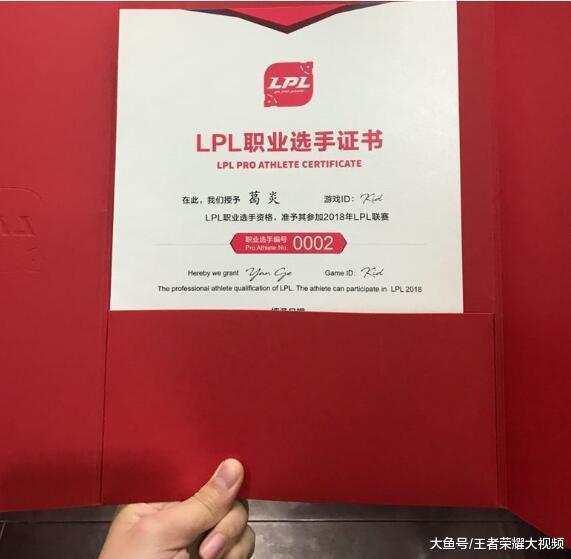 LPL
LPL职业选手证书
LPL PRO ATHLETE CERTIFICATE
在此，我们授予 葛炎 游戏ID： Kid
LPL职业选手资格，准予其参加2018年LPL联赛
职业选手编号
Pro Athlete No. 0002
Hereby we grant Yan Ge Game ID: Kid
The professional athlete qualification of LPL. The athlete can participate in LPL 2018
大鱼号/王者荣耀大视频